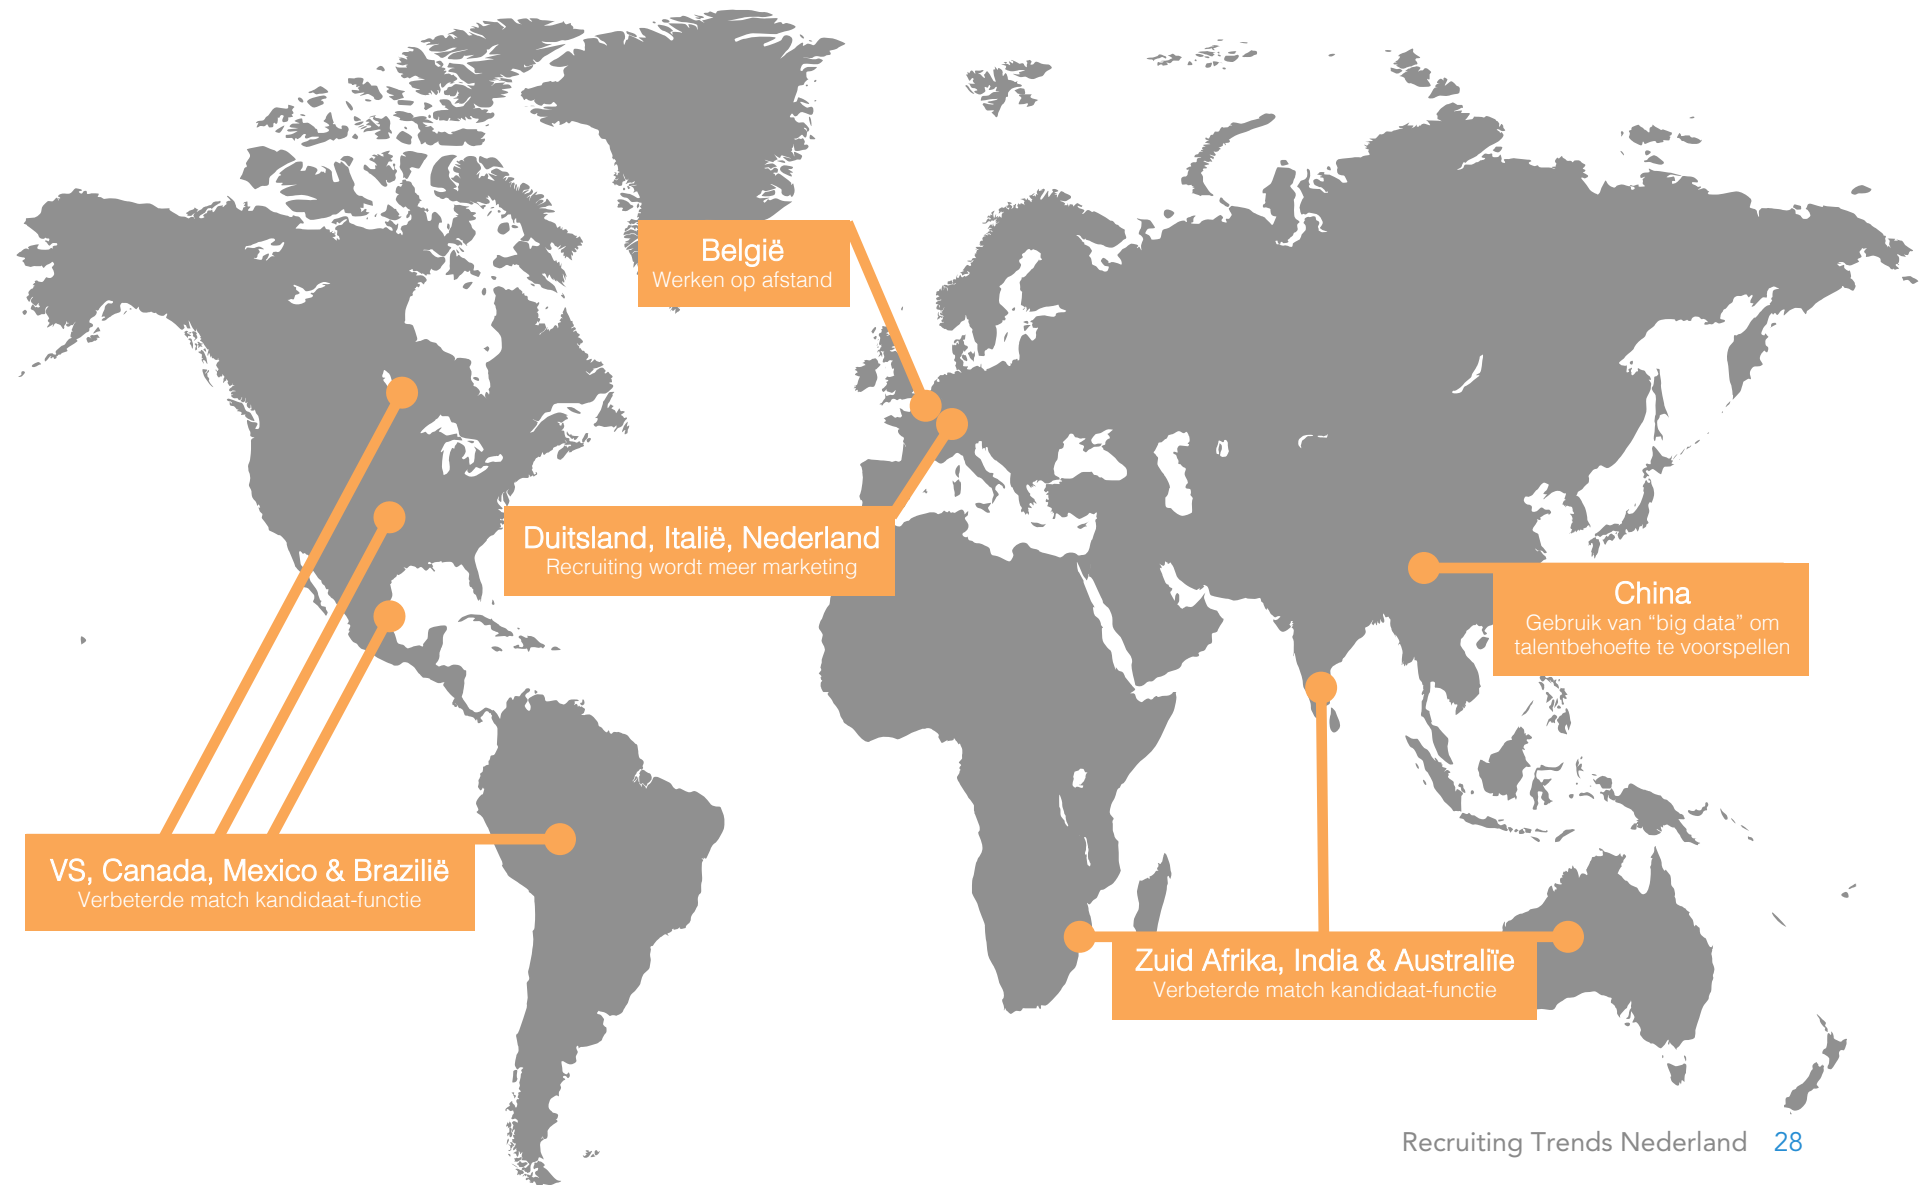 België
Werken op afstand
Duitsland, Italië, Nederland
Recruiting wordt meer marketing
China
Gebruik van “big data” om
talentbehoefte te voorspellen
VS, Canada, Mexico & Brazilië
Verbeterde match kandidaat-functie
Zuid Afrika, India & Australiïe
Verbeterde match kandidaat-functie
Recruiting Trends Nederland 28